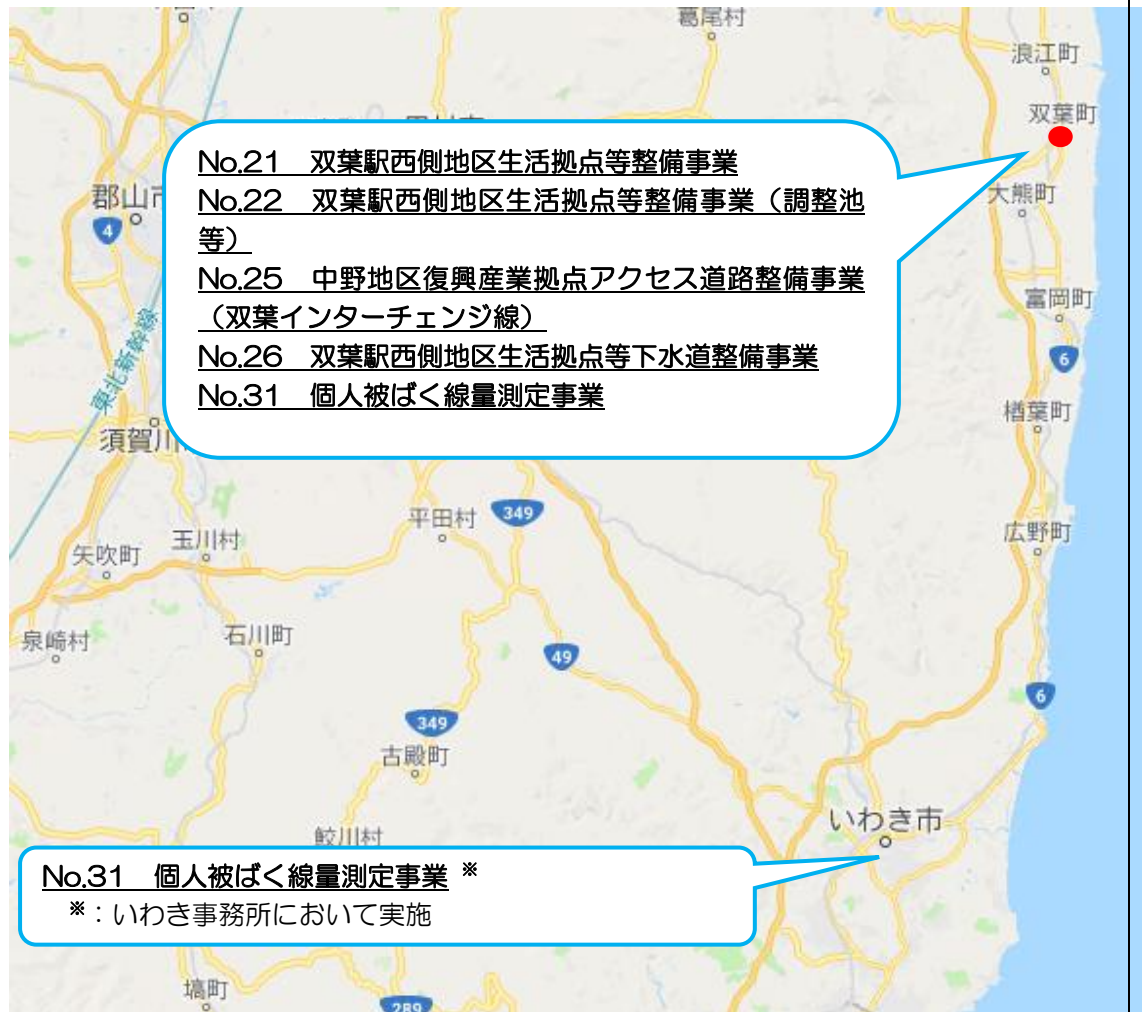 葛尾村
浪江町
双葉町
No.21　双葉駅西側地区生活拠点等整備事業
No.22　双葉駅西側地区生活拠点等整備事業（調整池
等）
No.25　中野地区復興産業拠点アクセス道路整備事業
（双葉インターチェンジ線）
No.26　双葉駅西側地区生活拠点等下水道整備事業
No.31　個人被ばく線量測定事業
郡山市
4
大熊町
富岡町
東北新幹線
6
楢葉町
須賀川
平田村
349
広野町
玉川村
矢吹町
石川町
泉崎村
49
6
349
古殿町
いわき市
鮫川村
No.31　個人被ばく線量測定事業 ※
※：いわき事務所において実施
塙町
289